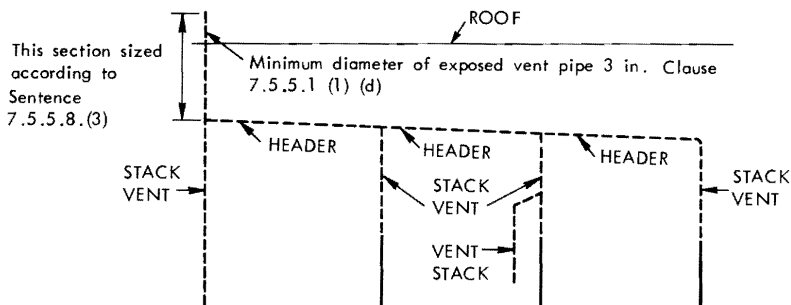 ROOF
This section sized
according to
Sentence
7.5.5.8.(3)
Minimum diameter of exposed vent pipe 3 in. Clause
7.5.5.1 (1) (d)
HEADER
HEADER
HEADER
STACK
VENT
STACK
VENT
STACK
VENT
VENT
STACK